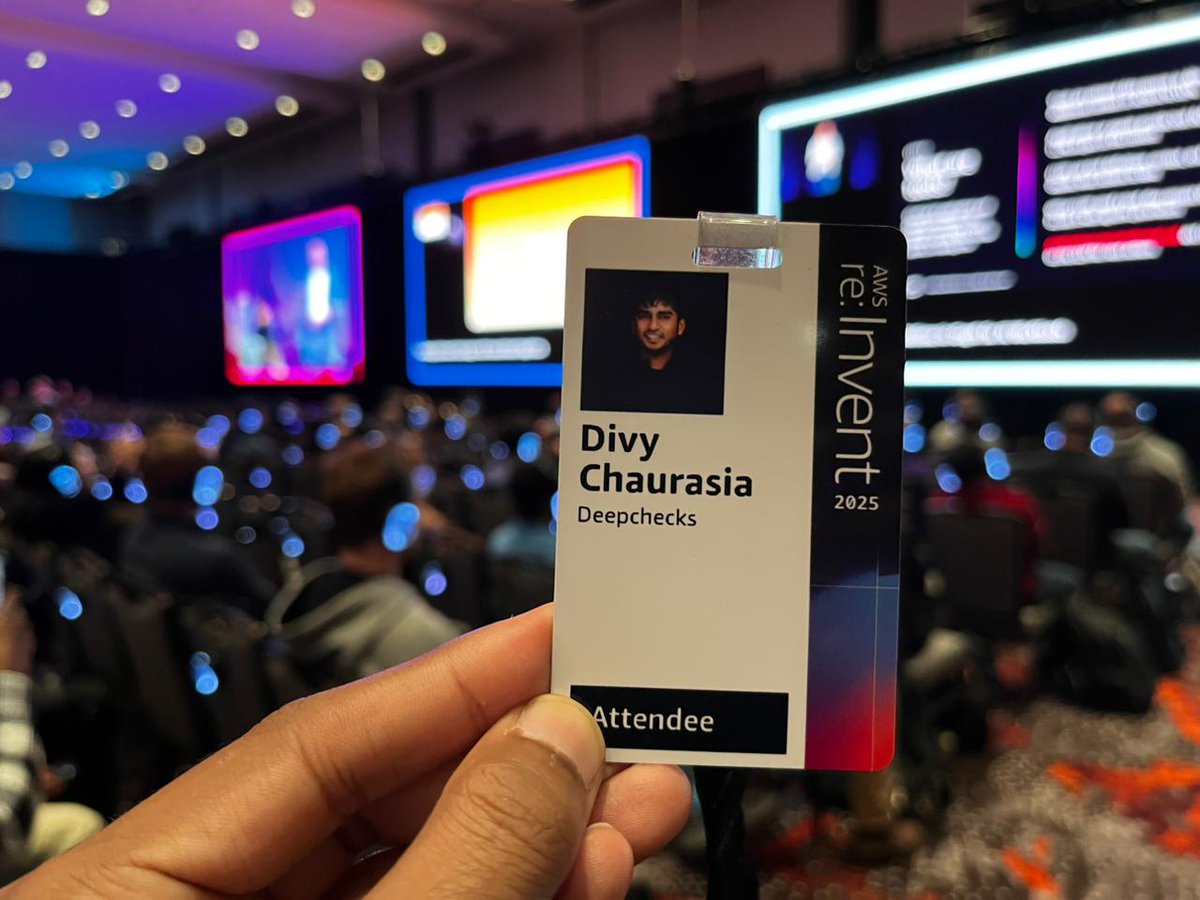 Divy
Chaurasia
Deepchecks
Attendee
AWS
re:Invent
2025